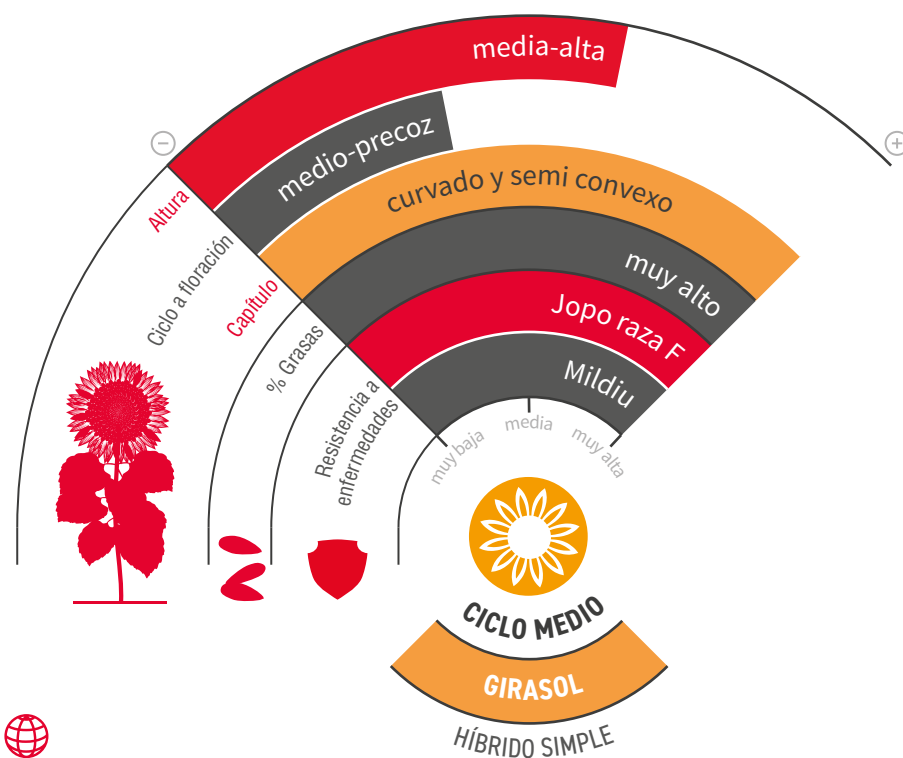 media-alta
medio-precoz
curvado y semi convexo
muy alto
Jopo raza F
Mildiu
−
+
Altura
Ciclo a floración
Capítulo
% Grasas
Resistencia a
enfermedades
muy baja
media
muy alta
CICLO MEDIO
GIRASOL
HÍBRIDO SIMPLE